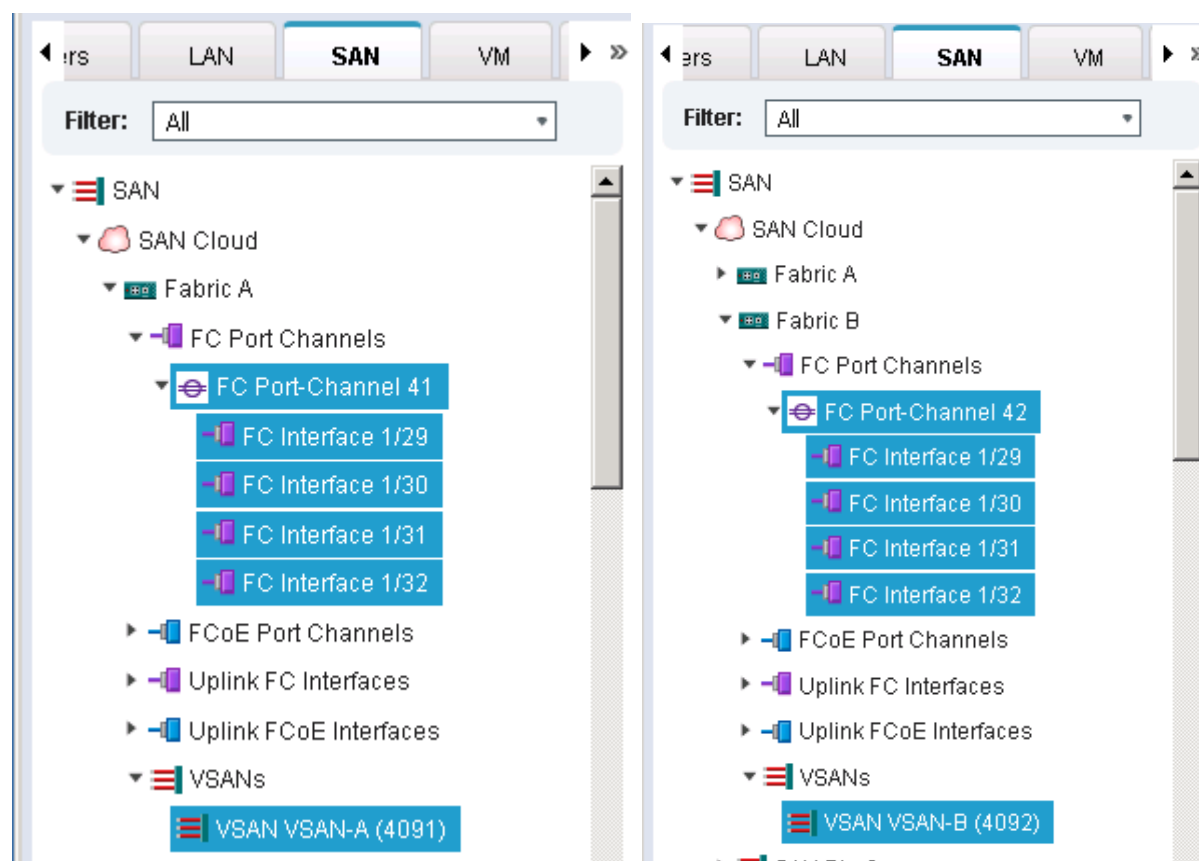 ers LAN SAN VM
Filter: All
SAN
SAN Cloud
Fabric A
FC Port Channels
FC Port-Channel 41
FC Interface 1/29
FC Interface 1/30
FC Interface 1/31
FC Interface 1/32
FCoE Port Channels
Uplink FC Interfaces
Uplink FCoE Interfaces
VSANs
VSAN VSAN-A (4091)
ers LAN SAN VM
Filter: All
SAN
SAN Cloud
Fabric A
Fabric B
FC Port Channels
FC Port-Channel 42
FC Interface 1/29
FC Interface 1/30
FC Interface 1/31
FC Interface 1/32
FCoE Port Channels
Uplink FC Interfaces
Uplink FCoE Interfaces
VSANs
VSAN VSAN-B (4092)